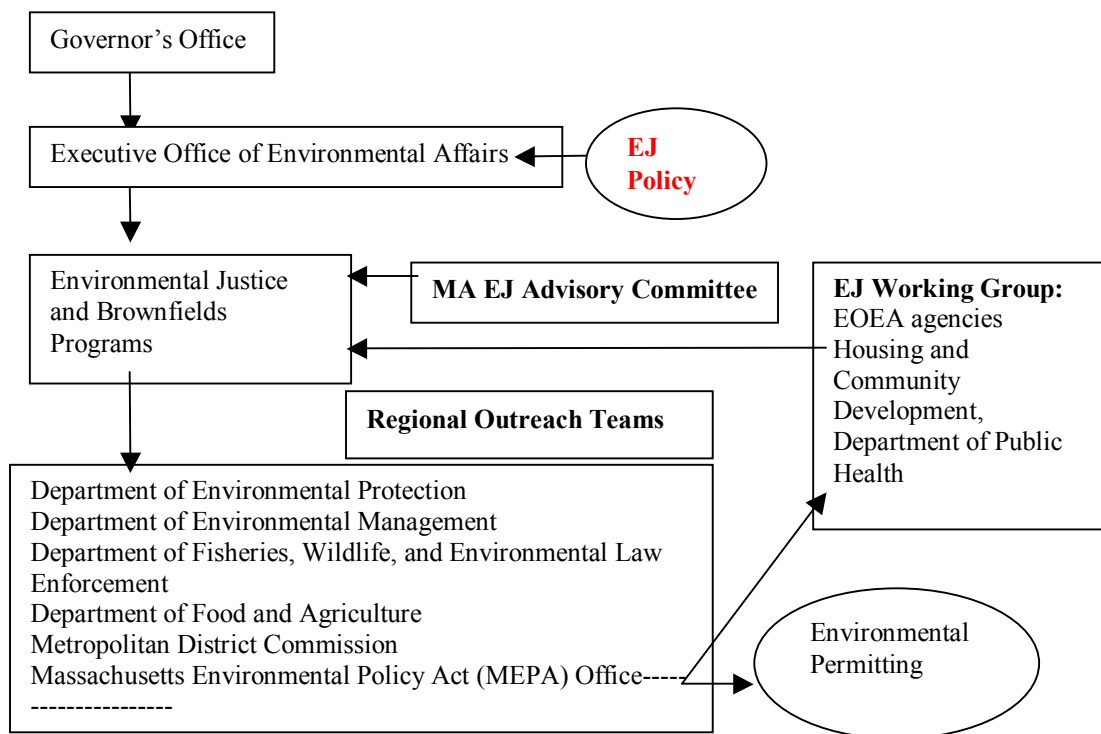 Governor’s Office
Executive Office of Environmental Affairs
EJ
Policy
Environmental Justice
and Brownfields
Programs
MA EJ Advisory Committee
EJ Working Group:
EOEA agencies
Housing and
Community
Development,
Department of Public
Health
Regional Outreach Teams
Department of Environmental Protection
Department of Environmental Management
Department of Fisheries, Wildlife, and Environmental Law
Enforcement
Department of Food and Agriculture
Metropolitan District Commission
Massachusetts Environmental Policy Act (MEPA) Office-----
----------------
Environmental
Permitting